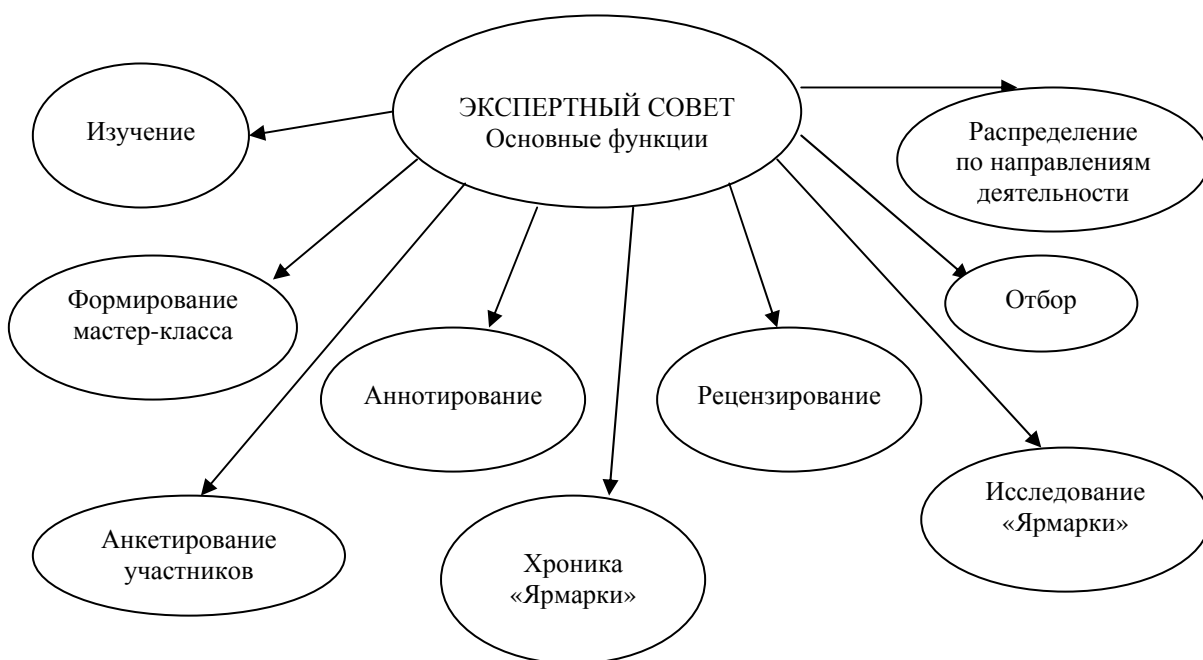 ЭКСПЕРТНЫЙ СОВЕТ
Основные функции
Изучение
Распределение
по направлениям
деятельности
Формирование
мастер-класса
Отбор
Аннотирование
Рецензирование
Анкетирование
участников
Хроника
«Ярмарки»
Исследование
«Ярмарки»